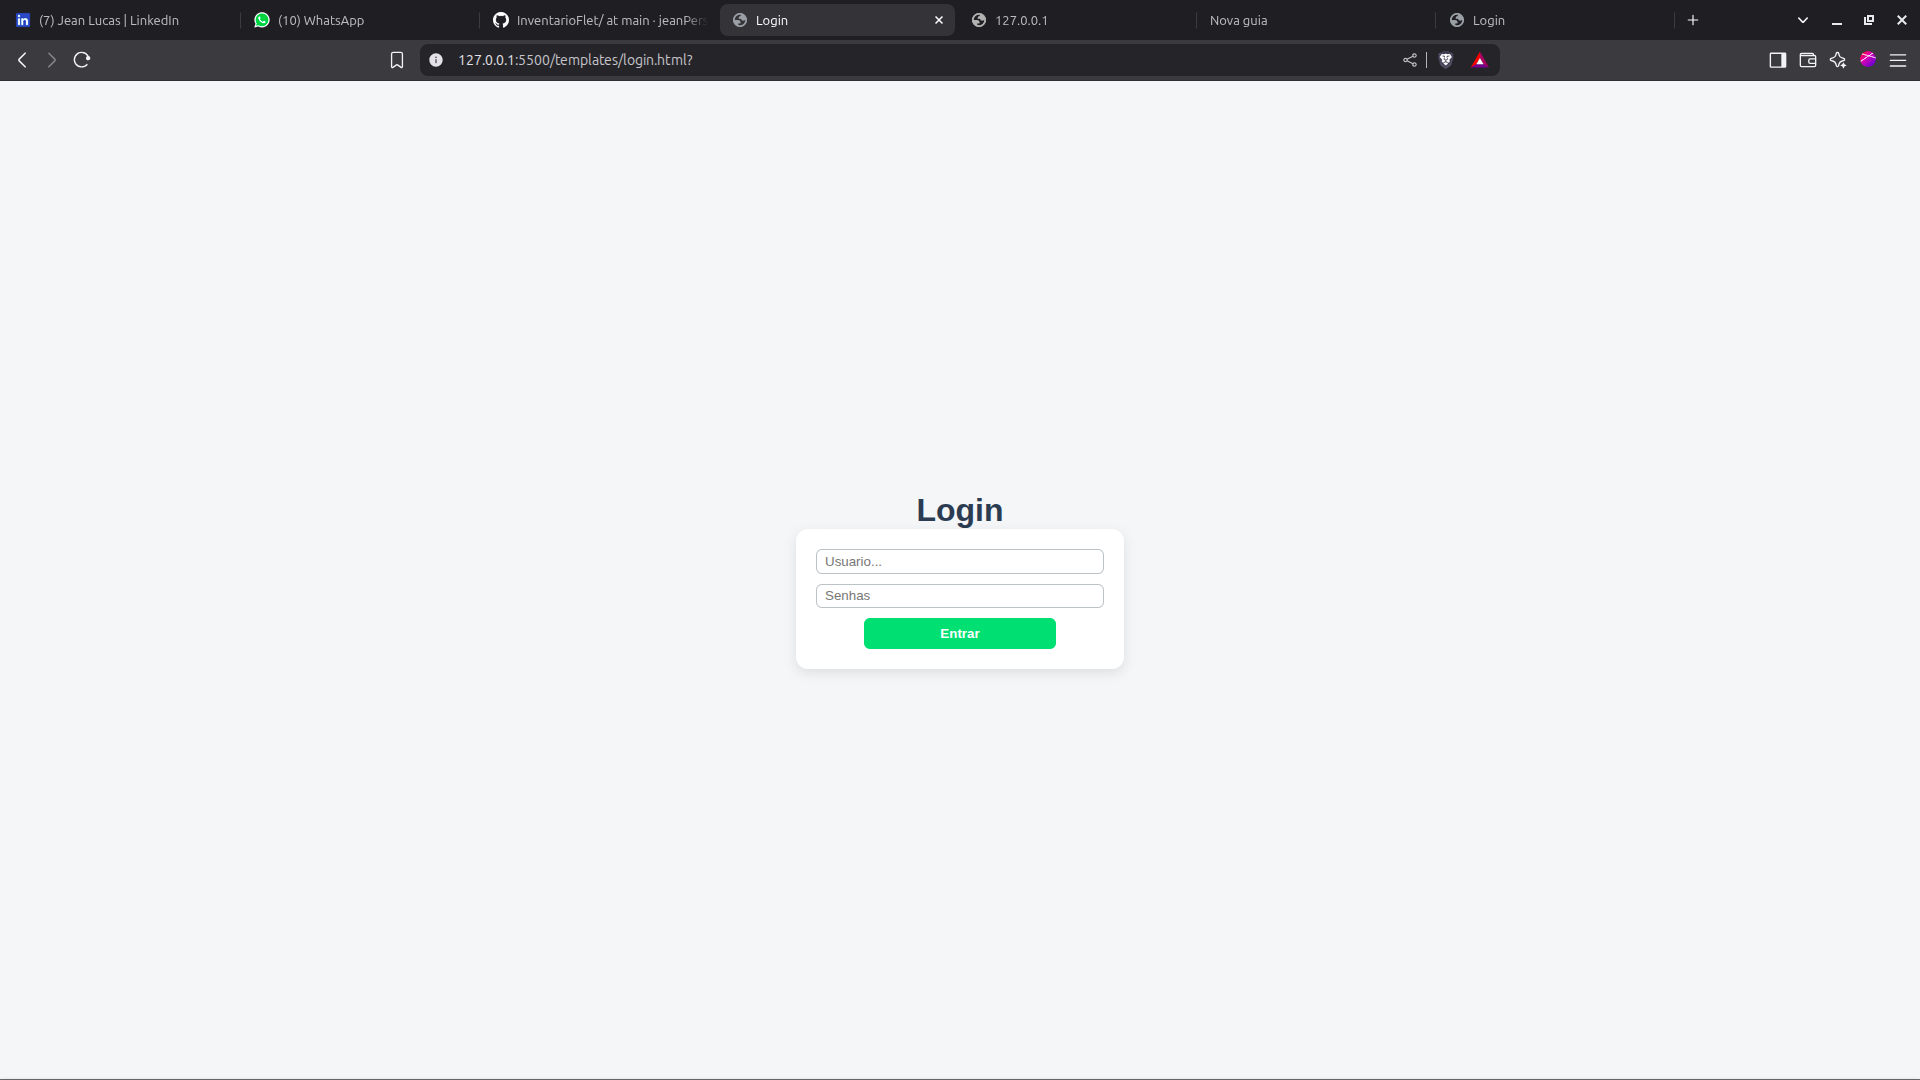 (7) Jean Lucas | LinkedIn
(10) WhatsApp
InventarioFlet/ at main · jeanPers
Login
127.0.0.1
Nova guia
Login
127.0.0.1:5500/templates/login.html?
Login
Usuario...
Senhas
Entrar